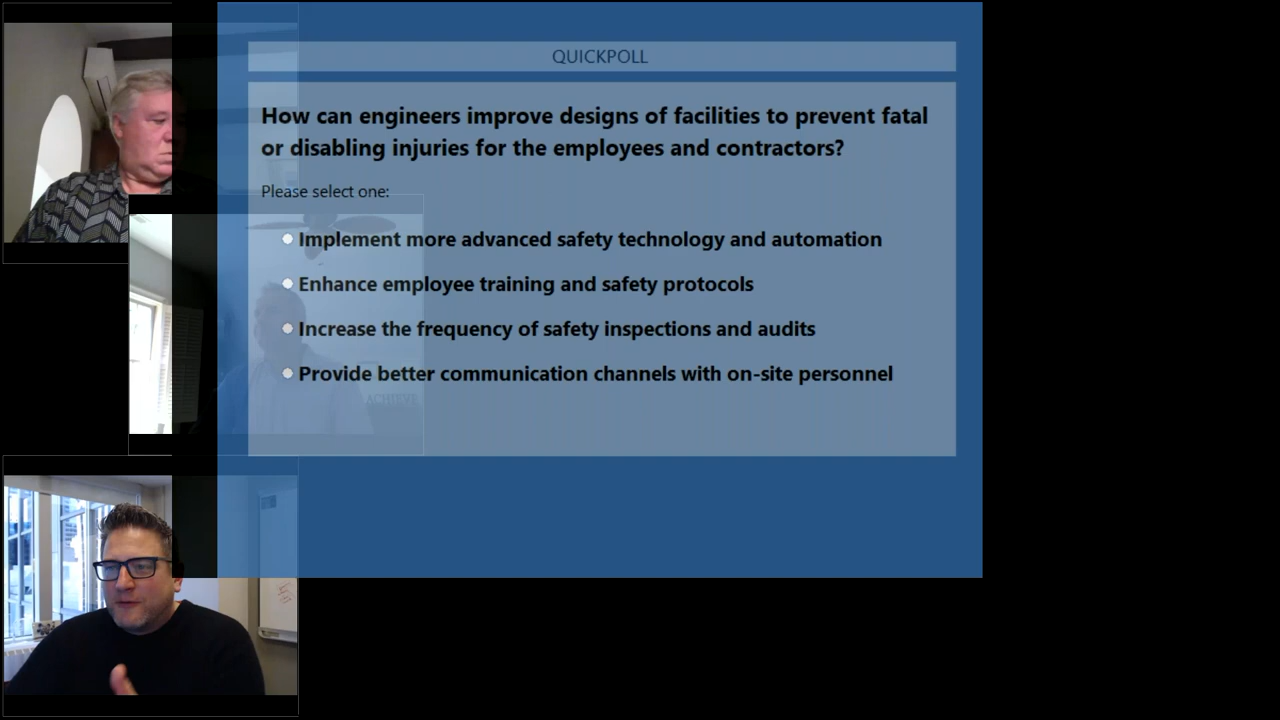 QUICKPOLL
How can engineers improve designs of facilities to prevent fatal
or disabling injuries for the employees and contractors?
Please select one:
Implement more advanced safety technology and automation
Enhance employee training and safety protocols
Increase the frequency of safety inspections and audits
Provide better communication channels with on-site personnel
ACHIEVE